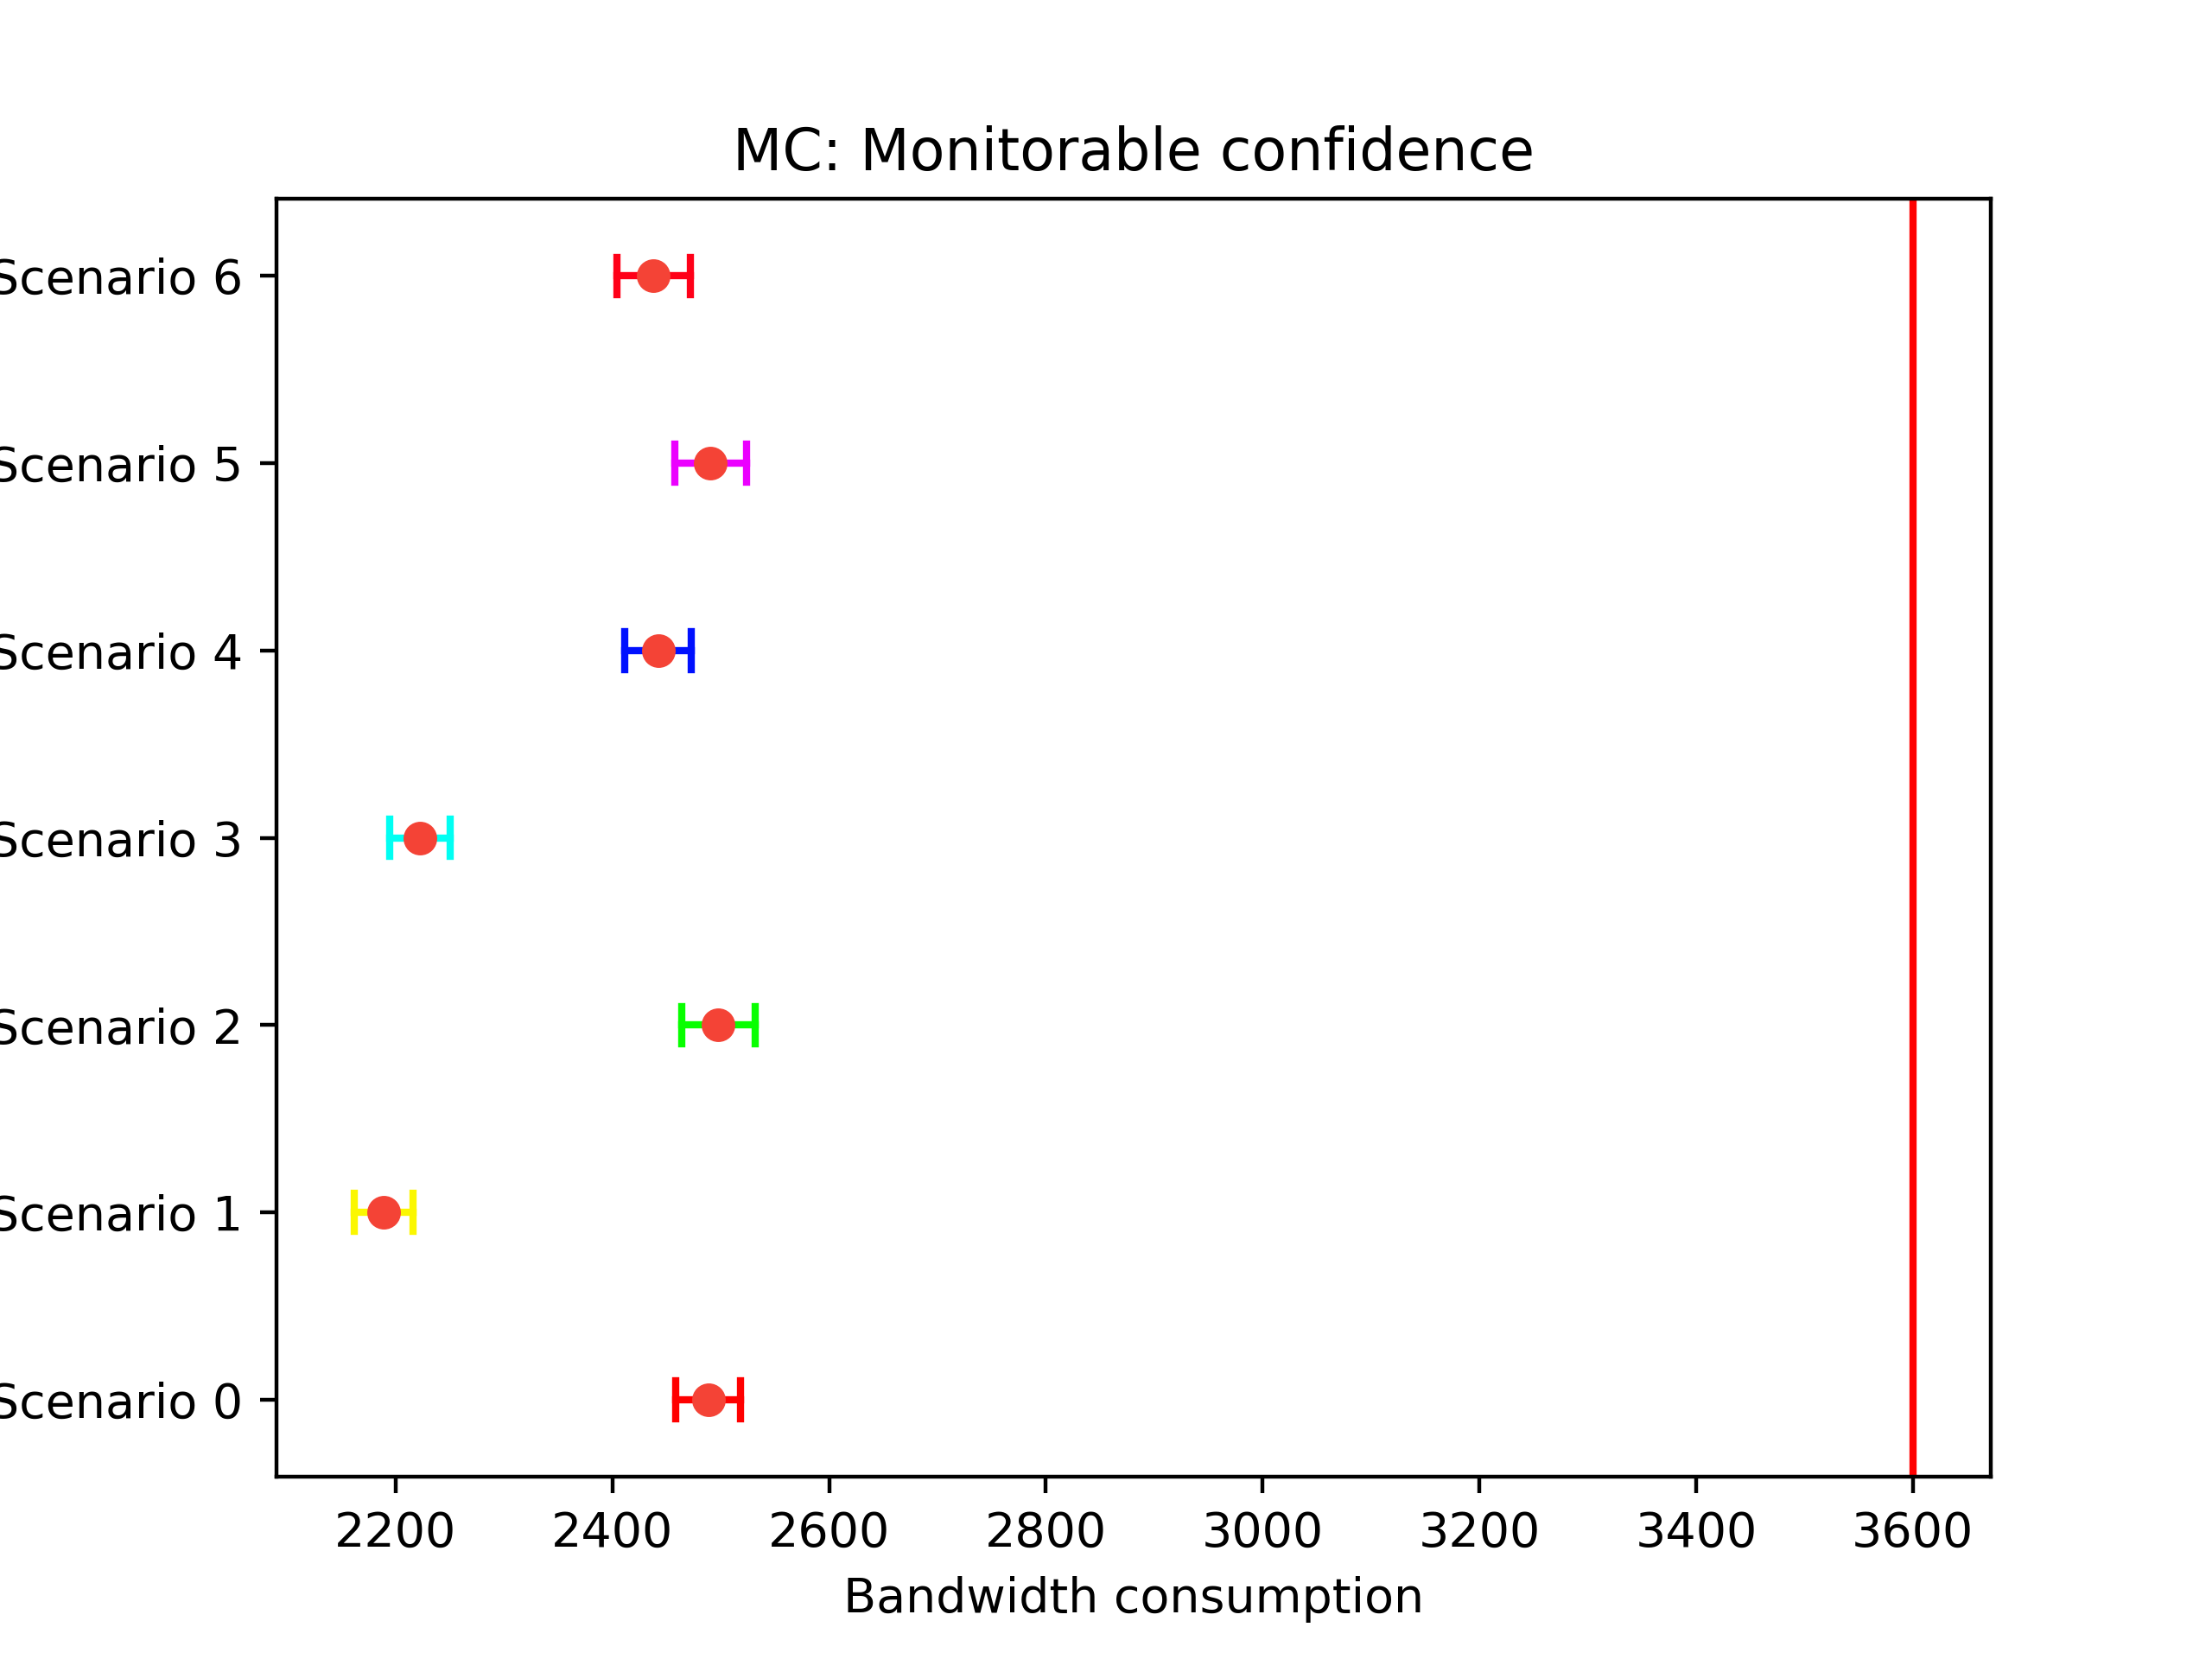 MC: Monitorable confidence
Scenario 6
Scenario 5
Scenario 4
Scenario 3
Scenario 2
Scenario 1
Scenario 0
2200 2400 2600 2800 3000 3200 3400 3600
Bandwidth consumption